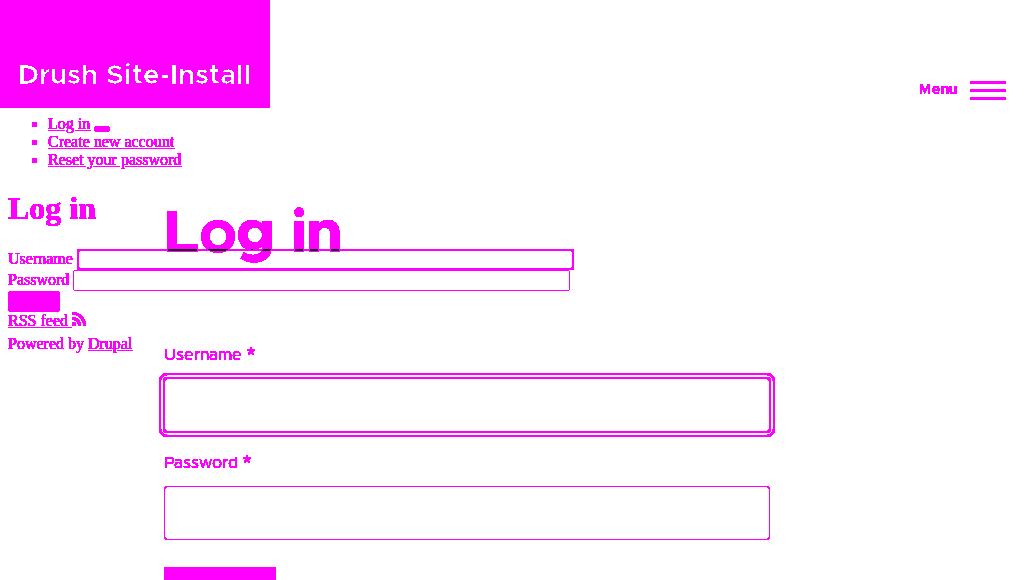 Drush Site-Install
Menu
Log in
Create new account
Reset your password
Log in
Log in
Username
Password
RSS feed
Powered by Drupal
Username *
Password *